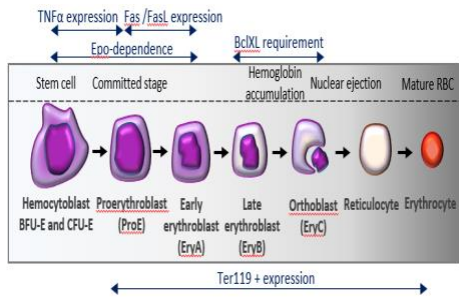 TNFα expression Fas /FasL expression
Epo-dependence BclXL requirement
Stem cell Committed stage Hemoglobin accumulation Nuclear ejection Mature RBC
Hemocytoblast BFU-E and CFU-E
Proerythroblast (ProE)
Early erythroblast (EryA)
Late erythroblast (EryB)
Orthoblast (EryC)
Reticulocyte
Erythrocyte
Ter119 + expression